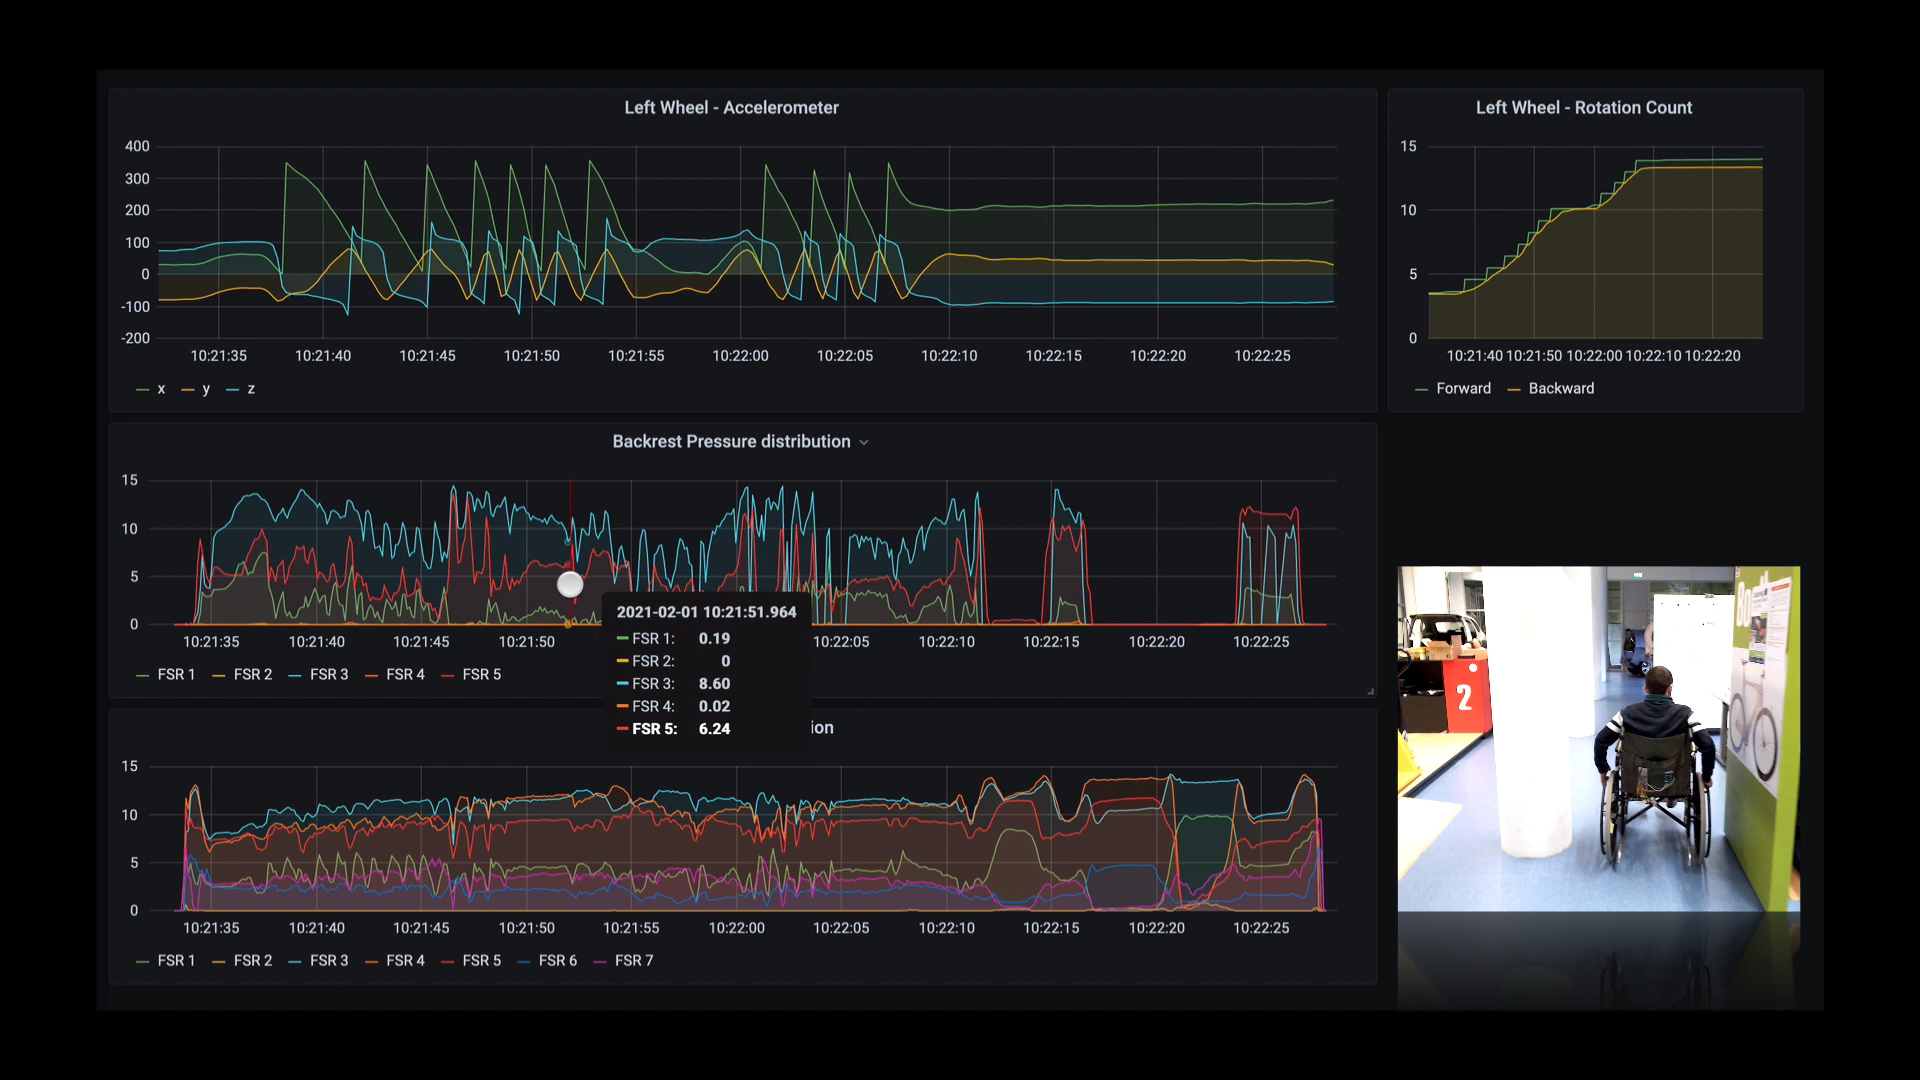 Left Wheel - Accelerometer
400
300
200
100
0
-100
-200
10:21:35 10:21:40 10:21:45 10:21:50 10:21:55 10:22:00 10:22:05 10:22:10 10:22:15 10:22:20 10:22:25
x y z
Left Wheel - Rotation Count
15
10
5
0
10:21:40 10:21:50 10:22:00 10:22:10 10:22:20
Forward Backward
Backrest Pressure distribution
15
10
5
0
10:21:35 10:21:40 10:21:45 10:21:50 :22:05 10:22:10 10:22:15 10:22:20 10:22:25
FSR 1 FSR 2 FSR 3 FSR 4 FSR 5
2021-02-01 10:21:51.964
FSR 1: 0.19
FSR 2: 0
FSR 3: 8.60
FSR 4: 0.02
FSR 5: 6.24
ion
15
10
5
0
10:21:35 10:21:40 10:21:45 10:21:50 10:21:55 10:22:00 10:22:05 10:22:10 10:22:15 10:22:20 10:22:25
FSR 1 FSR 2 FSR 3 FSR 4 FSR 5 FSR 6 FSR 7
2